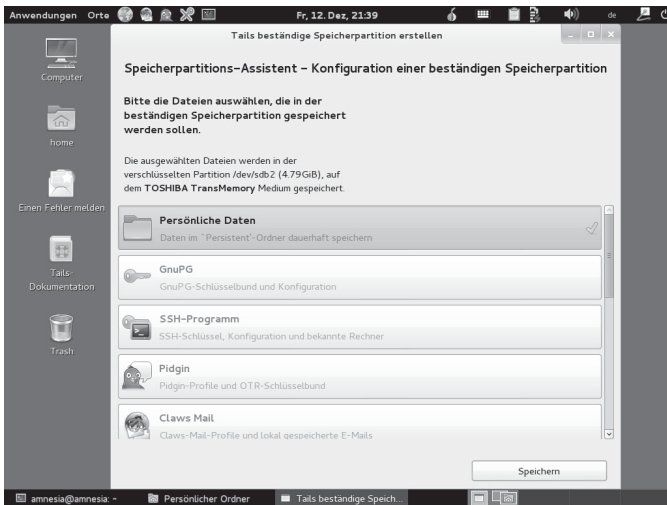 Anwendungen Orte Fr, 12. Dez, 21:39 de
Tails beständige Speicherpartition erstellen
Computer
home
Einen Fehler melden
Tails-
Dokumentation
Trash
Speicherpartitions-Assistent - Konfiguration einer beständigen Speicherpartition
Bitte die Dateien auswählen, die in der
beständigen Speicherpartition gespeichert
werden sollen.
Die ausgewählten Dateien werden in der
verschlüsselten Partition /dev/sdb2 (4.79GiB), auf
dem TOSHIBA TransMemory Medium gespeichert.
Persönliche Daten
Daten im `Persistent'-Ordner dauerhaft speichern
GnuPG
GnuPG-Schlüsselbund und Konfiguration
SSH-Programm
SSH-Schlüssel, Konfiguration und bekannte Rechner
Pidgin
Pidgin-Profile und OTR-Schlüsselbund
Claws Mail
Claws-Mail-Profile und lokal gespeicherte E-Mails
Speichern
amnesia@amnesia: ~ Persönlicher Ordner Tails beständige Speich...